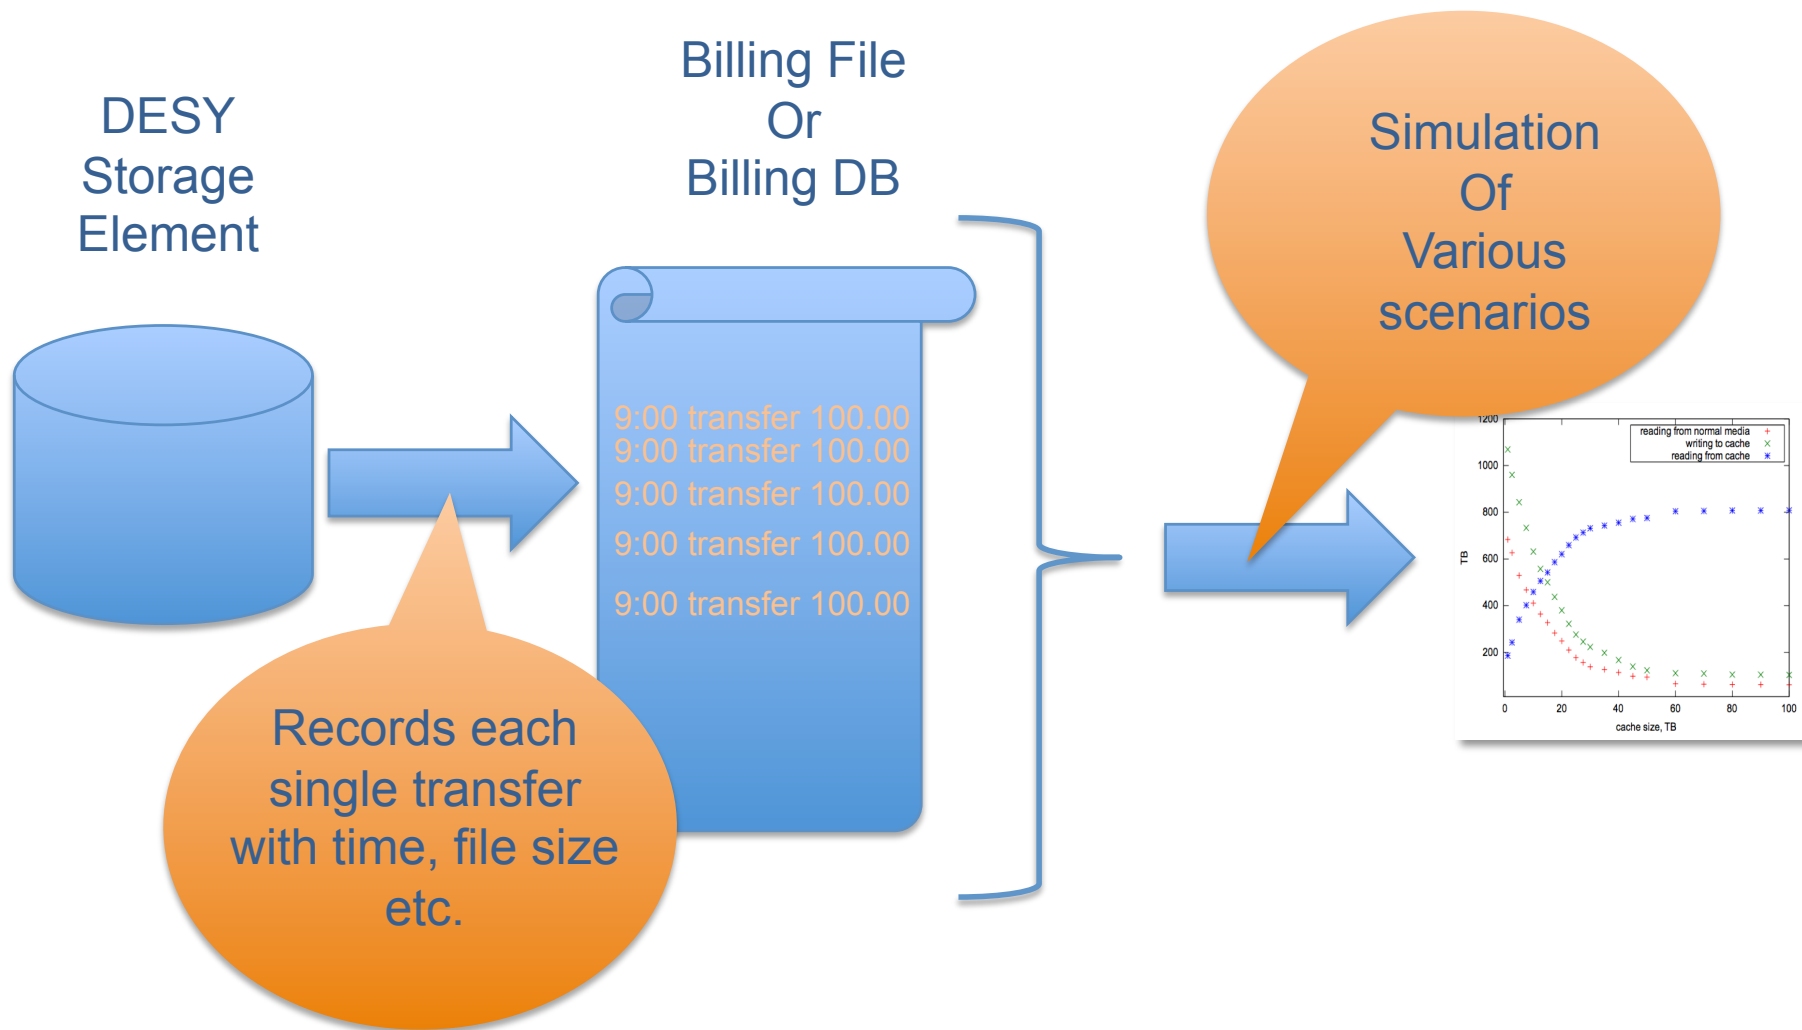 DESY
Storage
Element
Billing File
Or
Billing DB
9:00 transfer 100.00
9:00 transfer 100.00
9:00 transfer 100.00
9:00 transfer 100.00
9:00 transfer 100.00
Records each
single transfer
with time, file size
etc.
Simulation
Of
Various
scenarios
reading from normal media
writing to cache
reading from cache
1200
1000
800
600
400
200
TB
0 20 40 60 80 100
cache size, TB